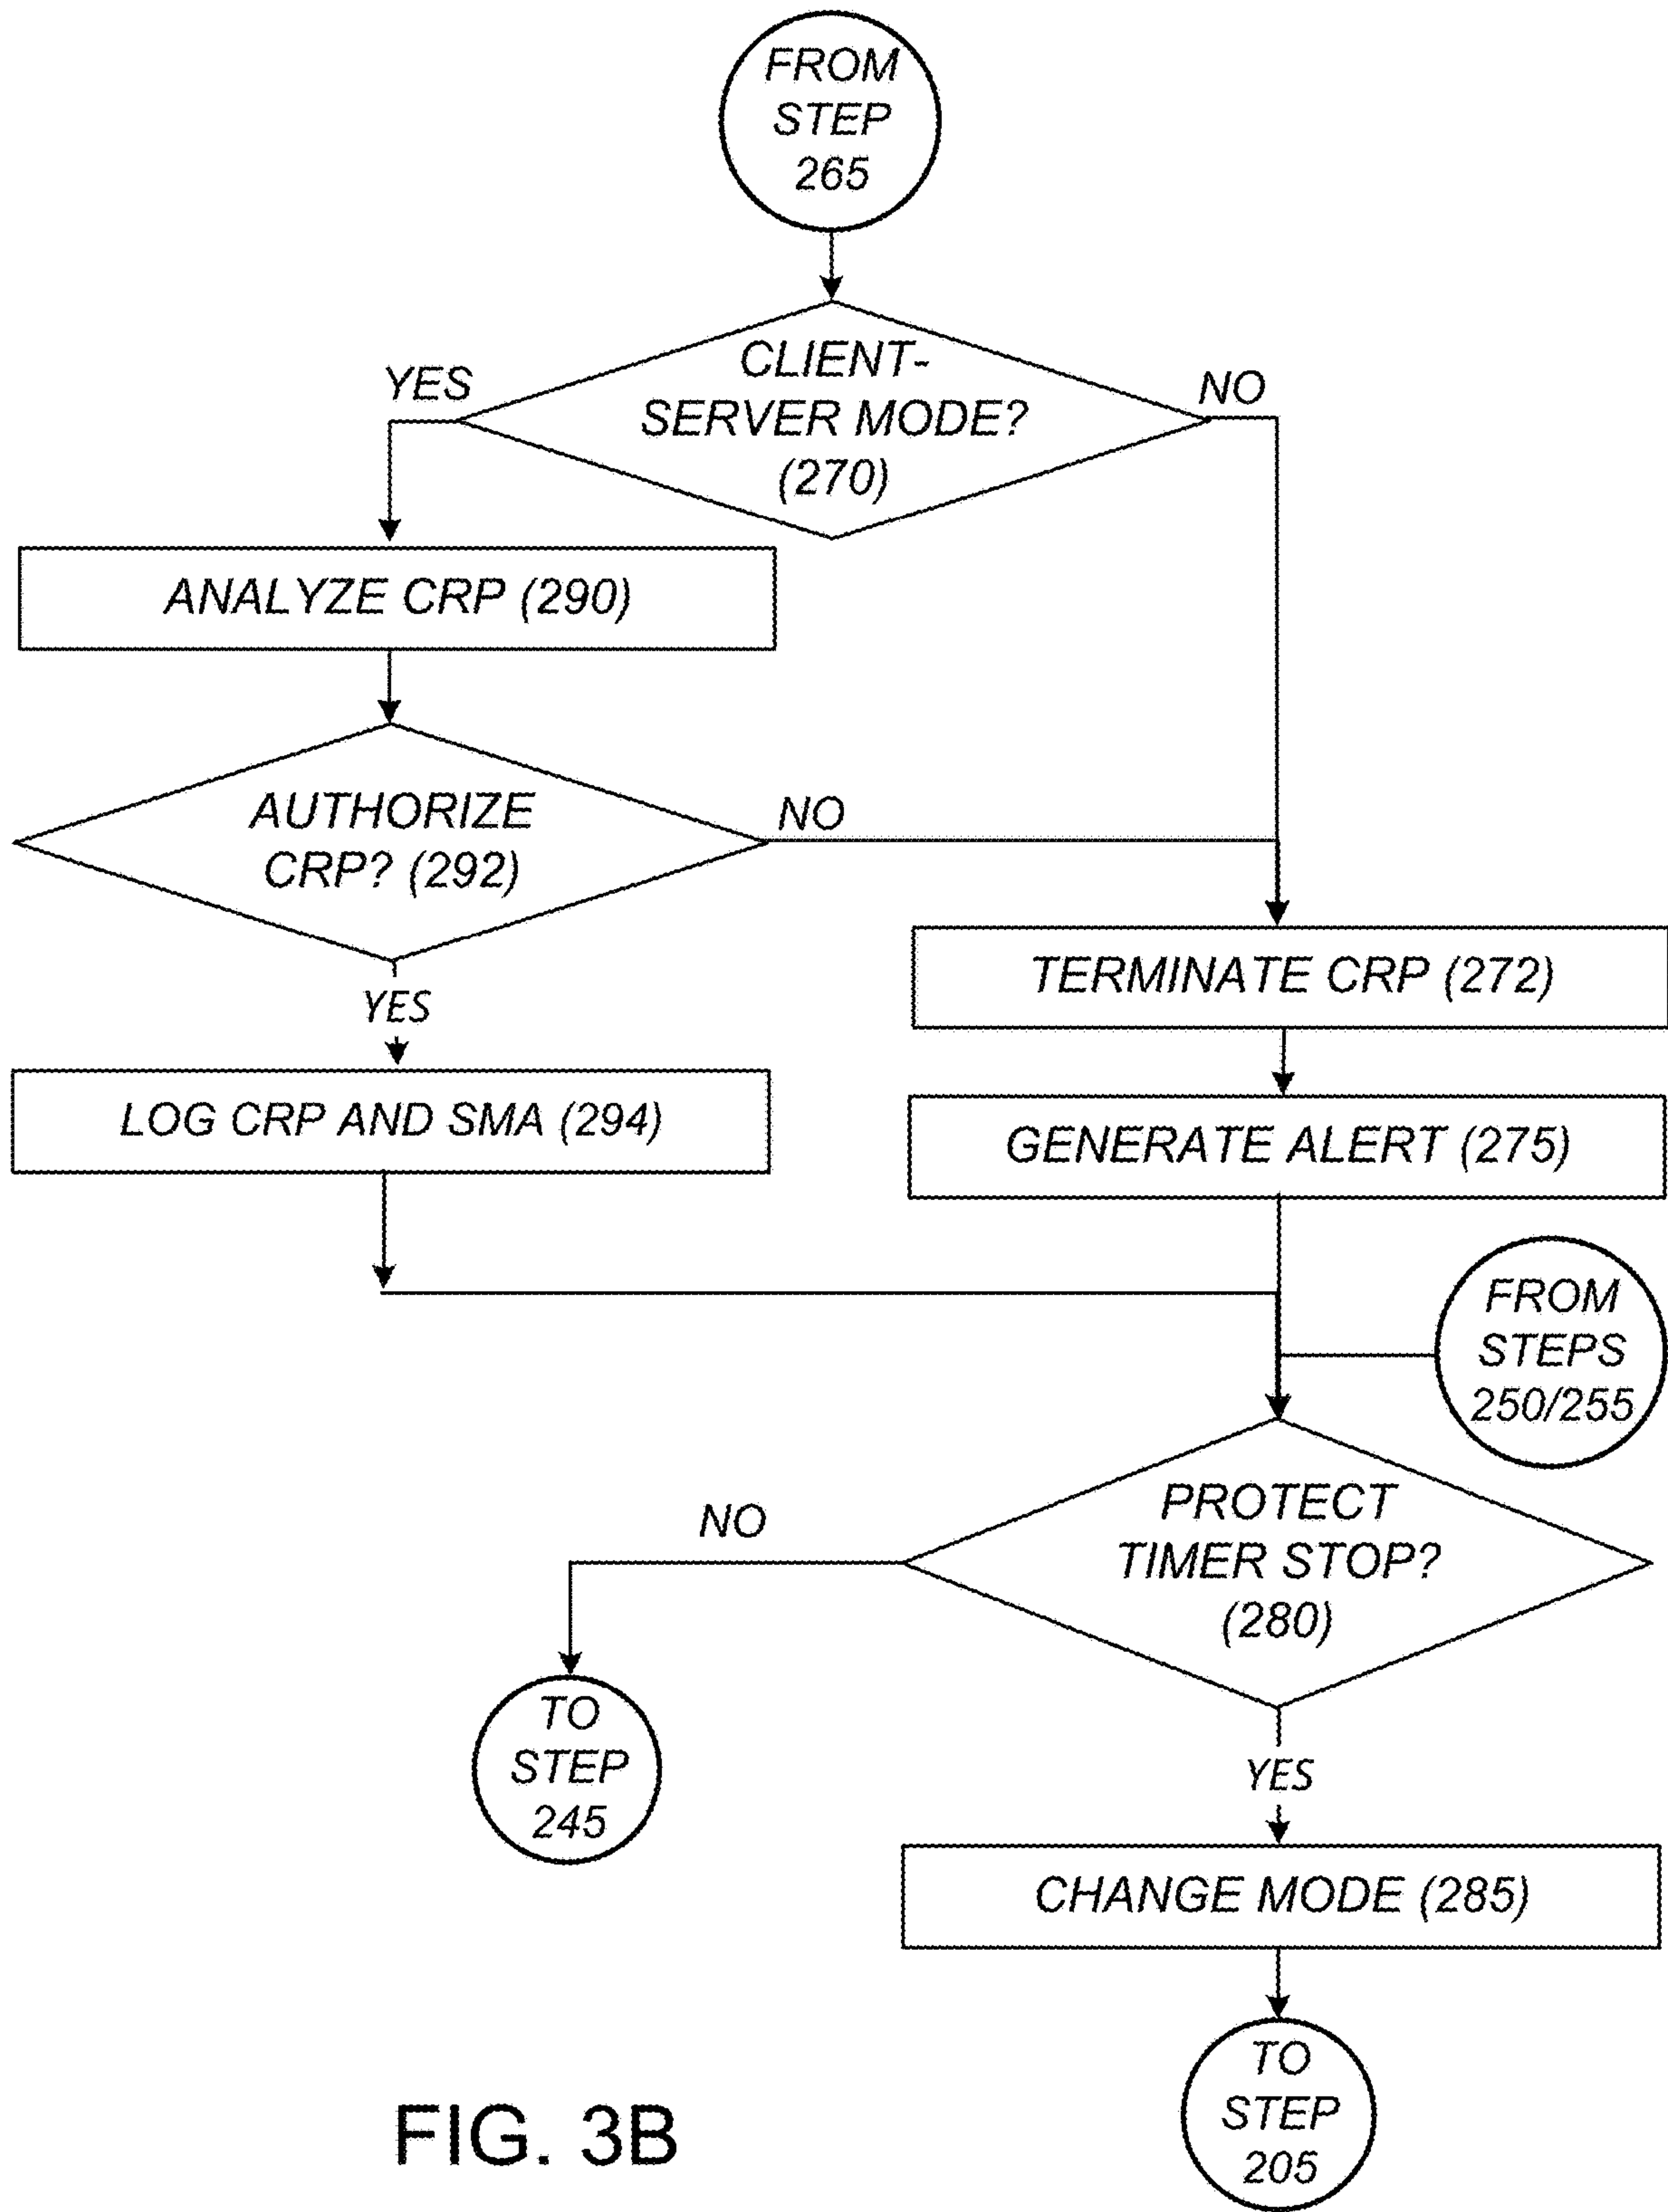 FROM
STEP
265
CLIENT-
SERVER MODE?
(270)
YES
NO
ANALYZE CRP (290)
AUTHORIZE
CRP? (292)
NO
YES
TERMINATE CRP (272)
LOG CRP AND SMA (294)
GENERATE ALERT (275)
FROM
STEPS
250/255
PROTECT
TIMER STOP?
(280)
NO
TO
STEP
245
YES
CHANGE MODE (285)
TO
STEP
205
FIG. 3B